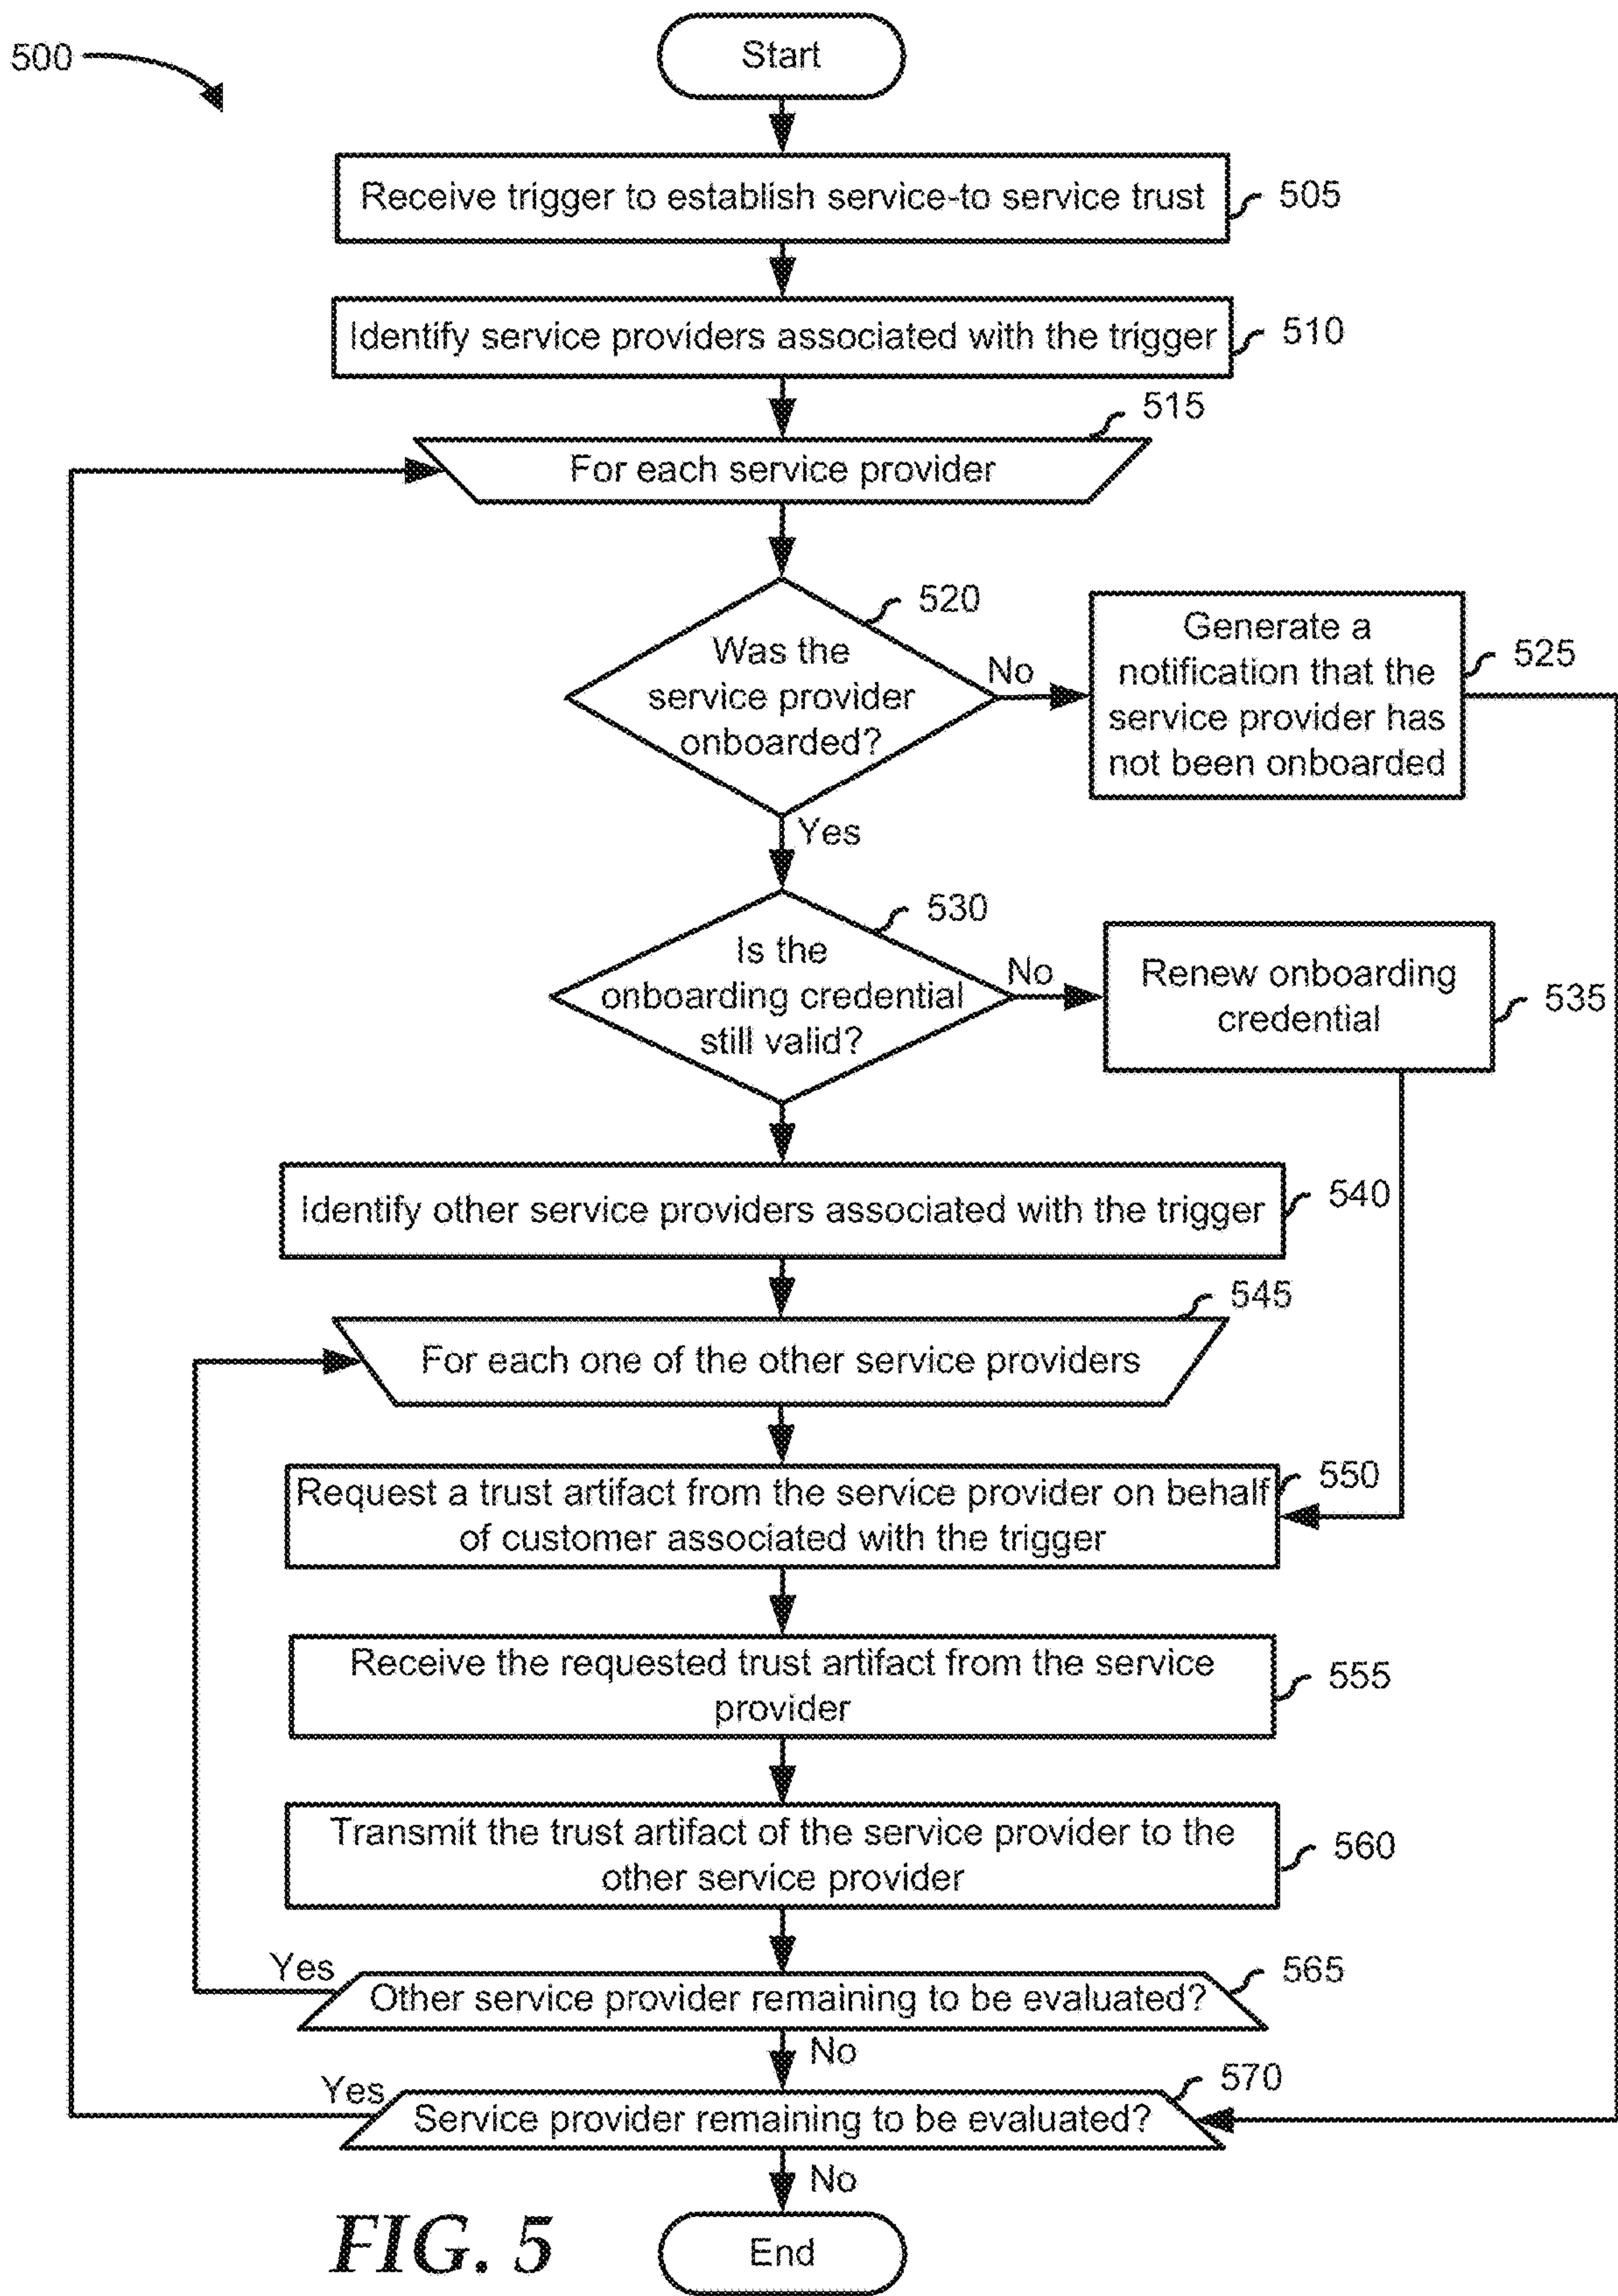 500
Start
Receive trigger to establish service-to service trust
505
Identify service providers associated with the trigger
510
515
For each service provider
520
Was the
service provider
onboarded?
No
Generate a
notification that the
service provider has
not been onboarded
525
Yes
530
Is the
onboarding credential
still valid?
No
Renew onboarding
credential
535
Identify other service providers associated with the trigger
540
545
For each one of the other service providers
Request a trust artifact from the service provider on behalf
of customer associated with the trigger
550
Receive the requested trust artifact from the service
provider
555
Transmit the trust artifact of the service provider to the
other service provider
560
Yes
Other service provider remaining to be evaluated?
565
No
Yes
Service provider remaining to be evaluated?
570
No
FIG. 5
End